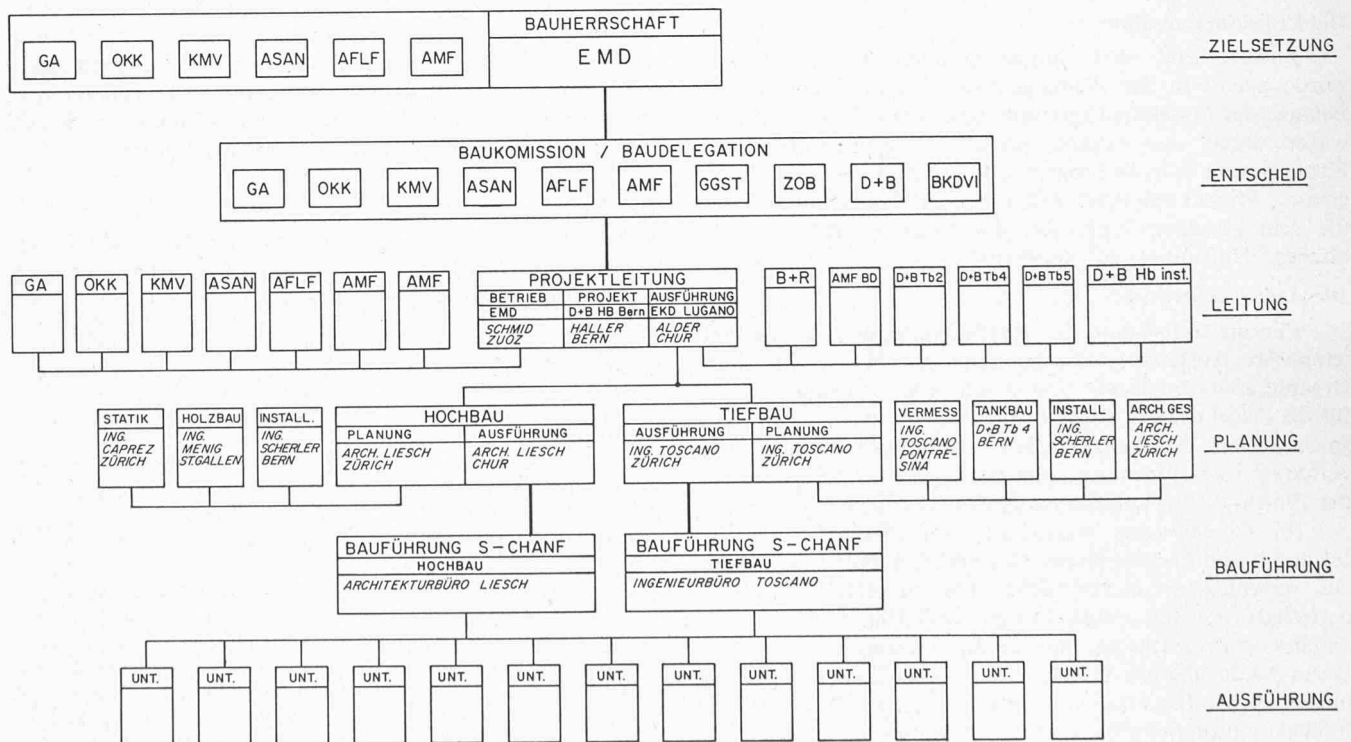 BAUHERRSCHAFT
GA OKK KMV ASAN AFLF AMF
EMD
ZIELSETZUNG
BAUKOMISSION / BAUDELEGATION
GA OKK KMV ASAN AFLF AMF GGST ZOB D+B BKDVI
ENTSCHEID
GA OKK KMV ASAN AFLF AMF AMF
PROJEKTLEITUNG
BETRIEB PROJEKT AUSFÜHRUNG
EMD D+B HB Bern EKD LUGANO
SCHMID HALLER ALDER
ZUOZ BERN CHUR
B+R AMF BD D+BTb2 D+BTb4 D+BTb5 D+B Hb inst.
LEITUNG
STATIK
ING.
CAPREZ
ZÜRICH
HOLZBAU
ING.
MENIG
ST.GALLEN
INSTALL.
ING.
SCHERLER
BERN
HOCHBAU
PLANUNG AUSFÜHRUNG
ARCH. LIESCH ARCH. LIESCH
ZÜRICH CHUR
TIEFBAU
AUSFÜHRUNG PLANUNG
ING. TOSCANO ING. TOSCANO
ZÜRICH ZÜRICH
VERMESS
ING.
TOSCANO
PONTRE-
SINA
TANKBAU
D+B Tb 4
BERN
INSTALL.
ING.
SCHERLER
BERN
ARCH.GES
ARCH.
LIESCH
ZÜRICH
PLANUNG
BAUFÜHRUNG S-CHANF
HOCHBAU
ARCHITEKTURBÜRO LIESCH
BAUFÜHRUNG S-CHANF
TIEFBAU
INGENIEURBÜRO TOSCANO
BAUFÜHRUNG
UNT. UNT. UNT. UNT. UNT. UNT. UNT. UNT. UNT. UNT. UNT. UNT. UNT.
AUSFÜHRUNG